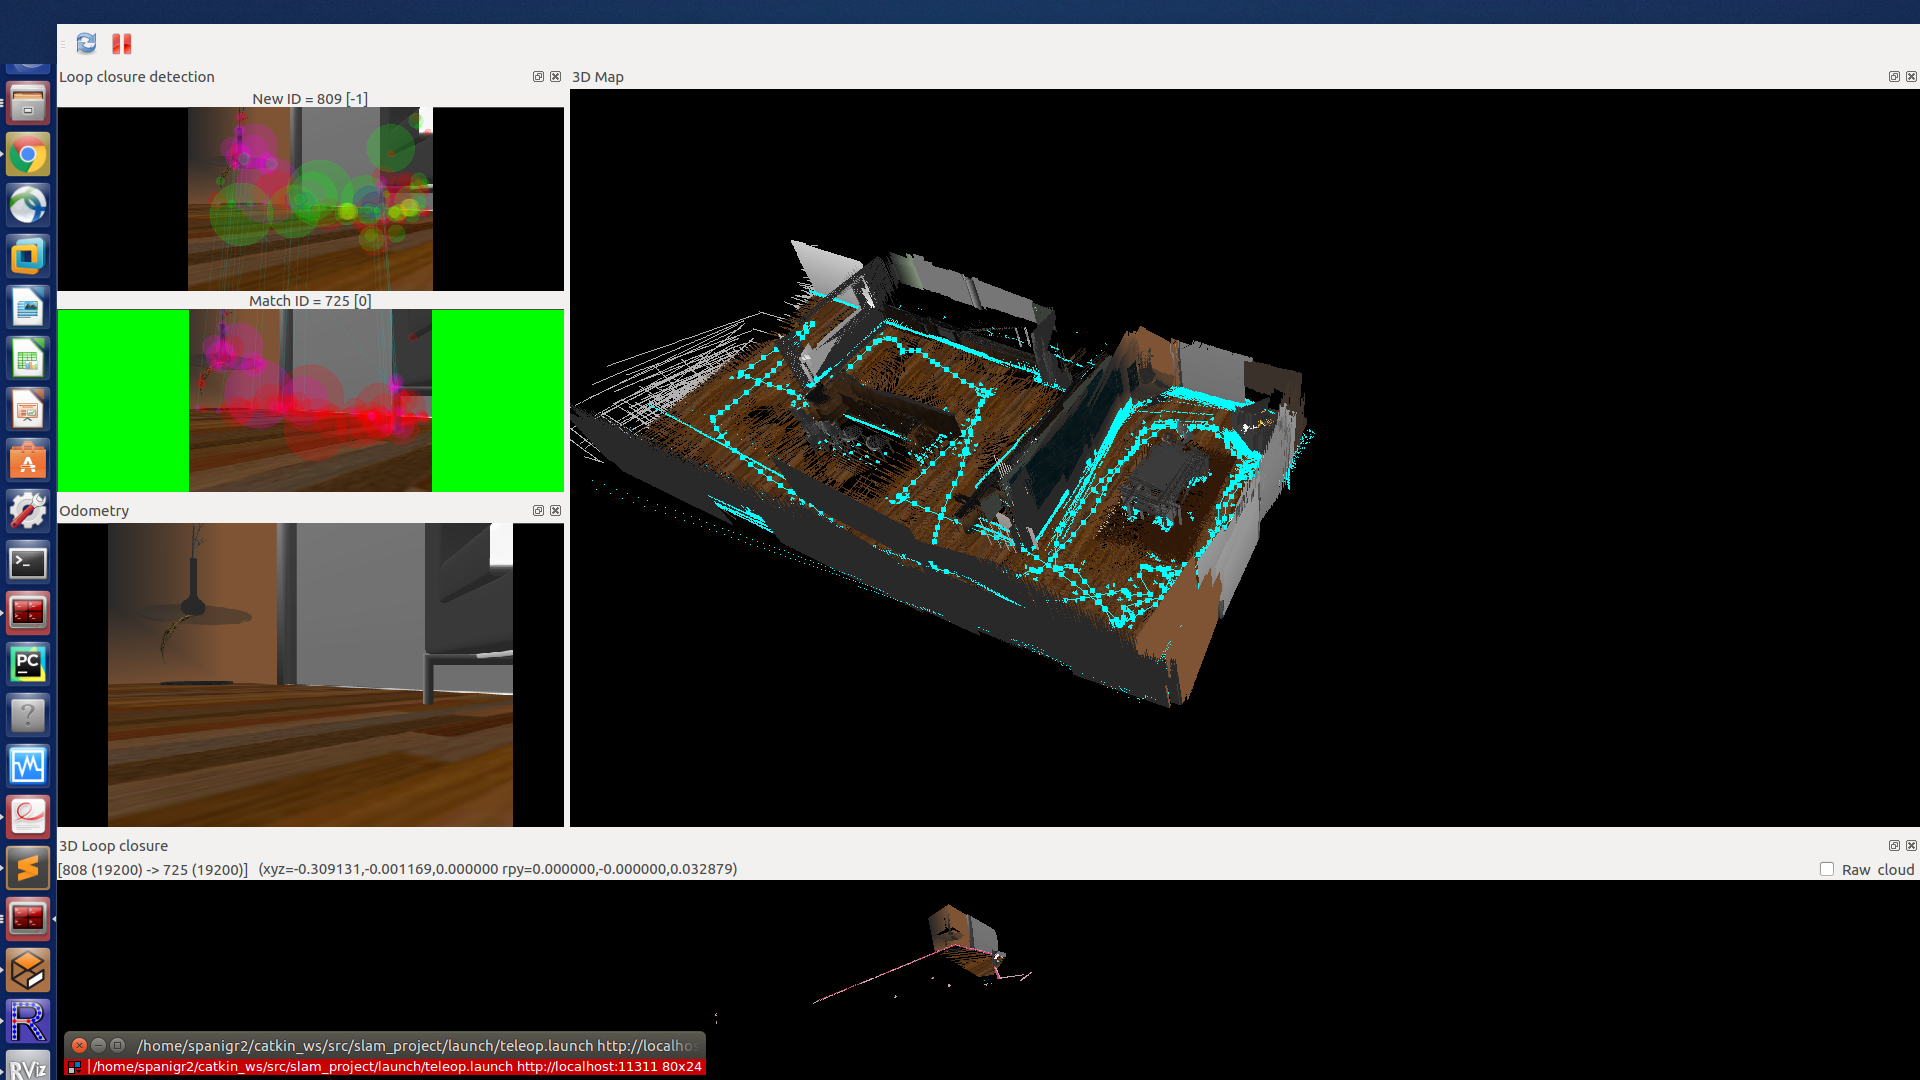 Loop closure detection
3D Map
New ID = 809 [-1]
Match ID = 725 [0]
Odometry
3D Loop closure
[808 (19200) -> 725 (19200)] (xyz=-0.309131,-0.001169,0.000000 rpy=0.000000,-0.000000,0.032879)
Raw cloud
/home/spanigr2/catkin_ws/src/slam_project/launch/teleop.launch http://localhos
/home/spanigr2/catkin_ws/src/slam_project/launch/teleop.launch http://localhost:11311 80x24
PC
?
R
RViz